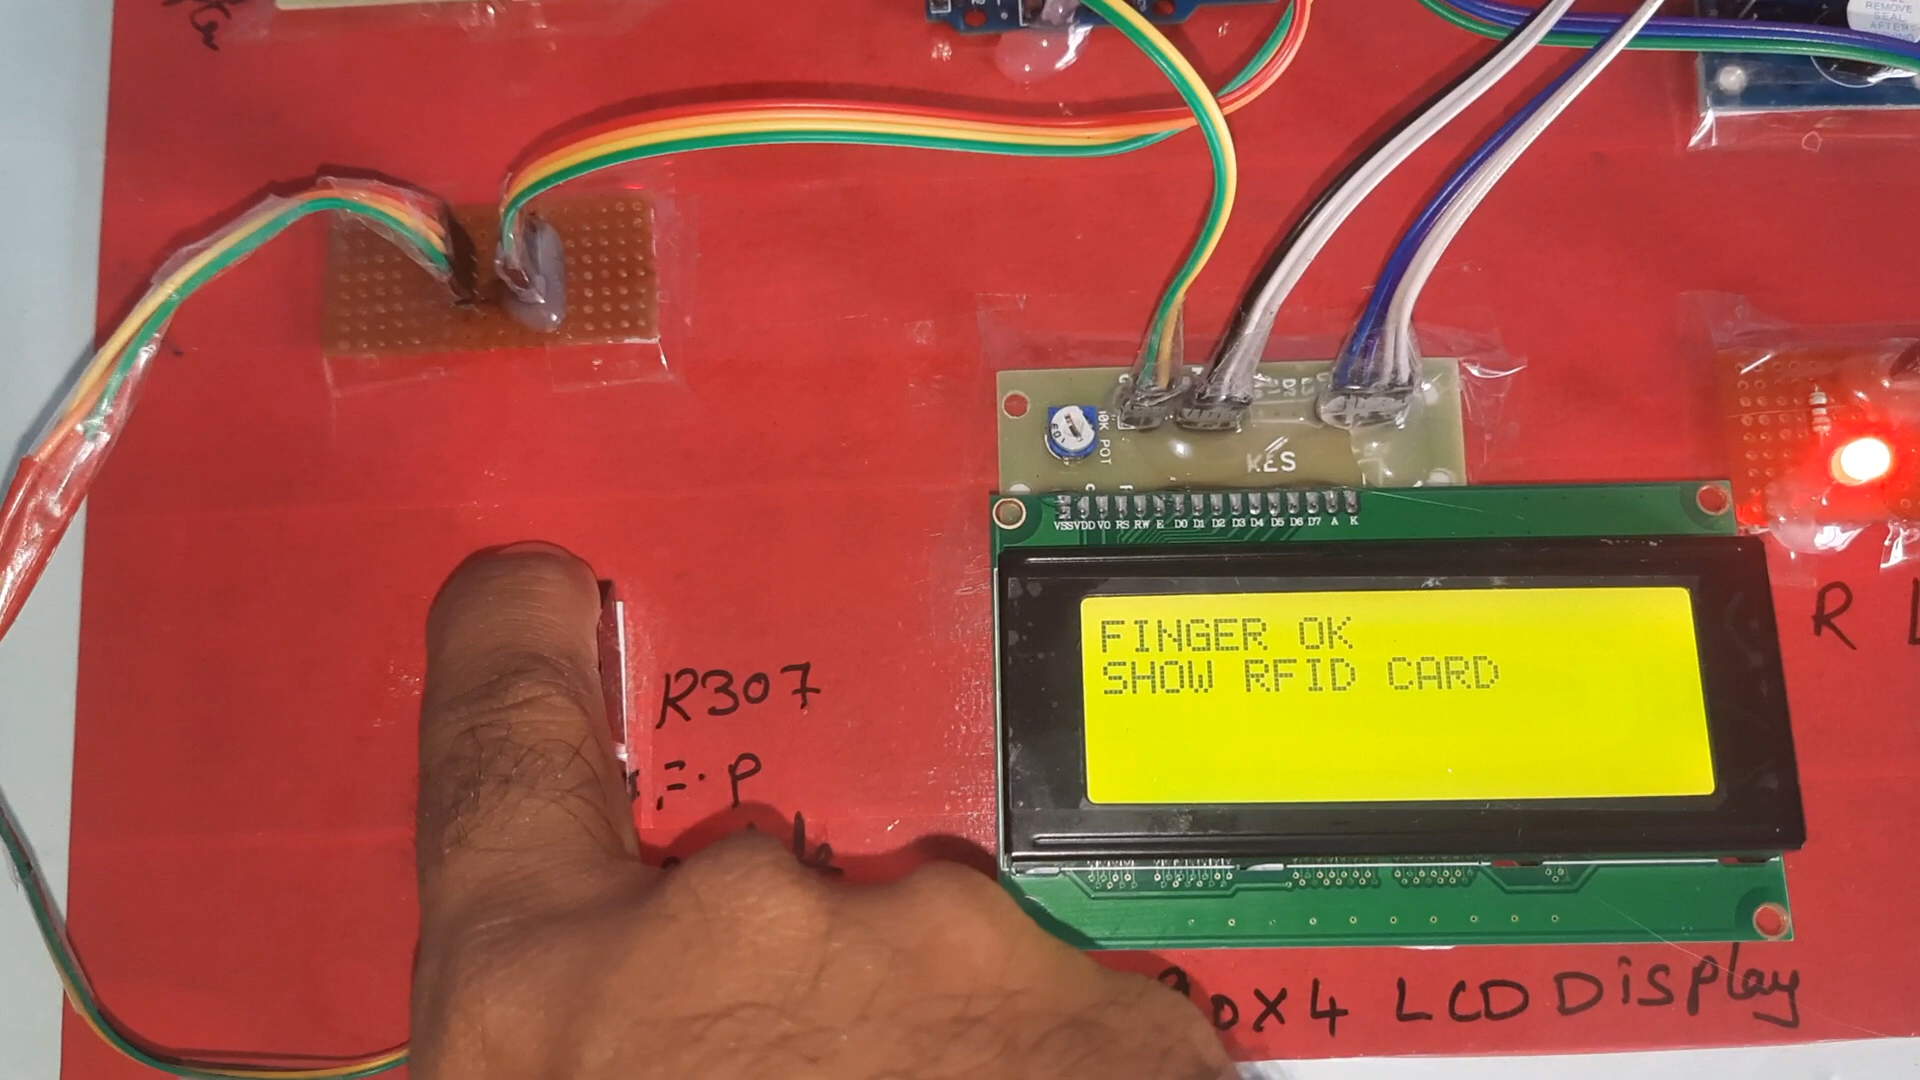 REMOVE
SEAL
AFTER
10K POT
KES
VSS VDD V0 RS RW E D0 D1 D2 D3 D4 D5 D6 D7 A K
FINGER OK
SHOW RFID CARD
R
R307
F.P
20X4 LCD Display